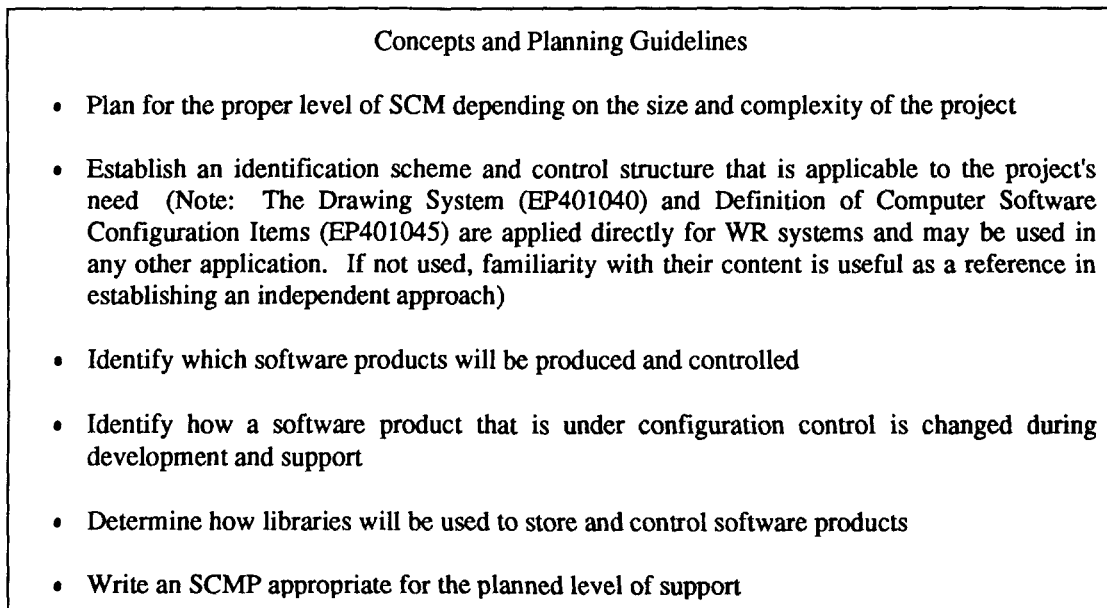 Concepts and Planning Guidelines
• Plan for the proper level of SCM depending on the size and complexity of the project
• Establish an identification scheme and control structure that is applicable to the project's
need (Note: The Drawing System (EP401040) and Definition of Computer Software
Configuration Items (EP401045) are applied directly for WR systems and may be used in
any other application. If not used, familiarity with their content is useful as a reference in
establishing an independent approach)
• Identify which software products will be produced and controlled
• Identify how a software product that is under configuration control is changed during
development and support
• Determine how libraries will be used to store and control software products
• Write an SCMP appropriate for the planned level of support